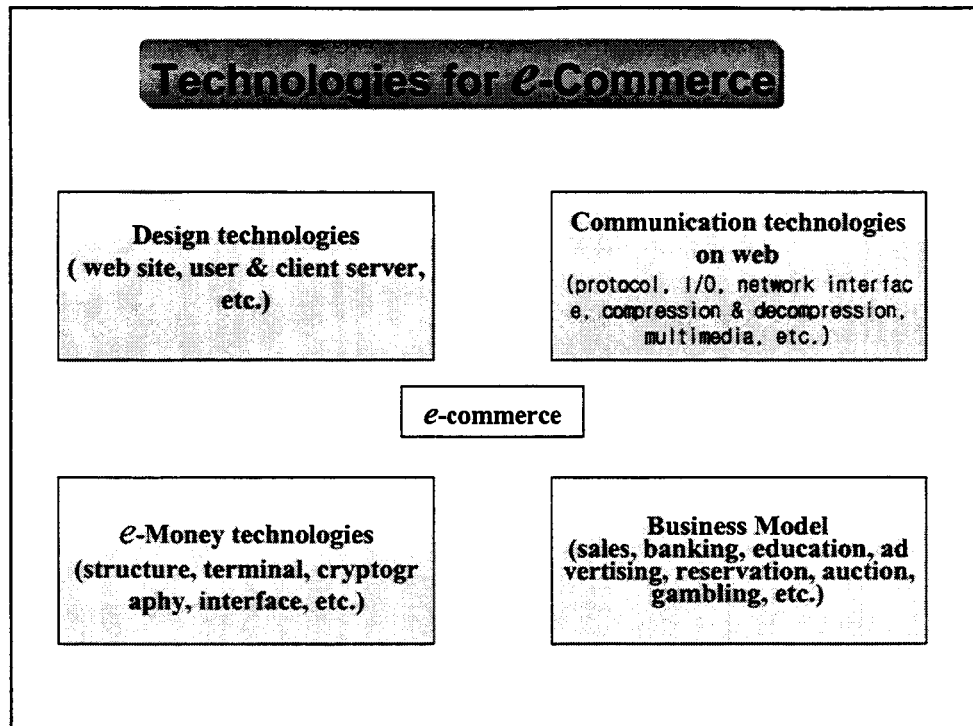 Technologies for e-Commerce
Design technologies
( web site, user & client server,
etc.)
Communication technologies
on web
(protocol, I/O, network interfac
e, compression & decompression,
multimedia, etc.)
e-commerce
e-Money technologies
(structure, terminal, cryptogr
aphy, interface, etc.)
Business Model
(sales, banking, education, ad
vertising, reservation, auction,
gambling, etc.)